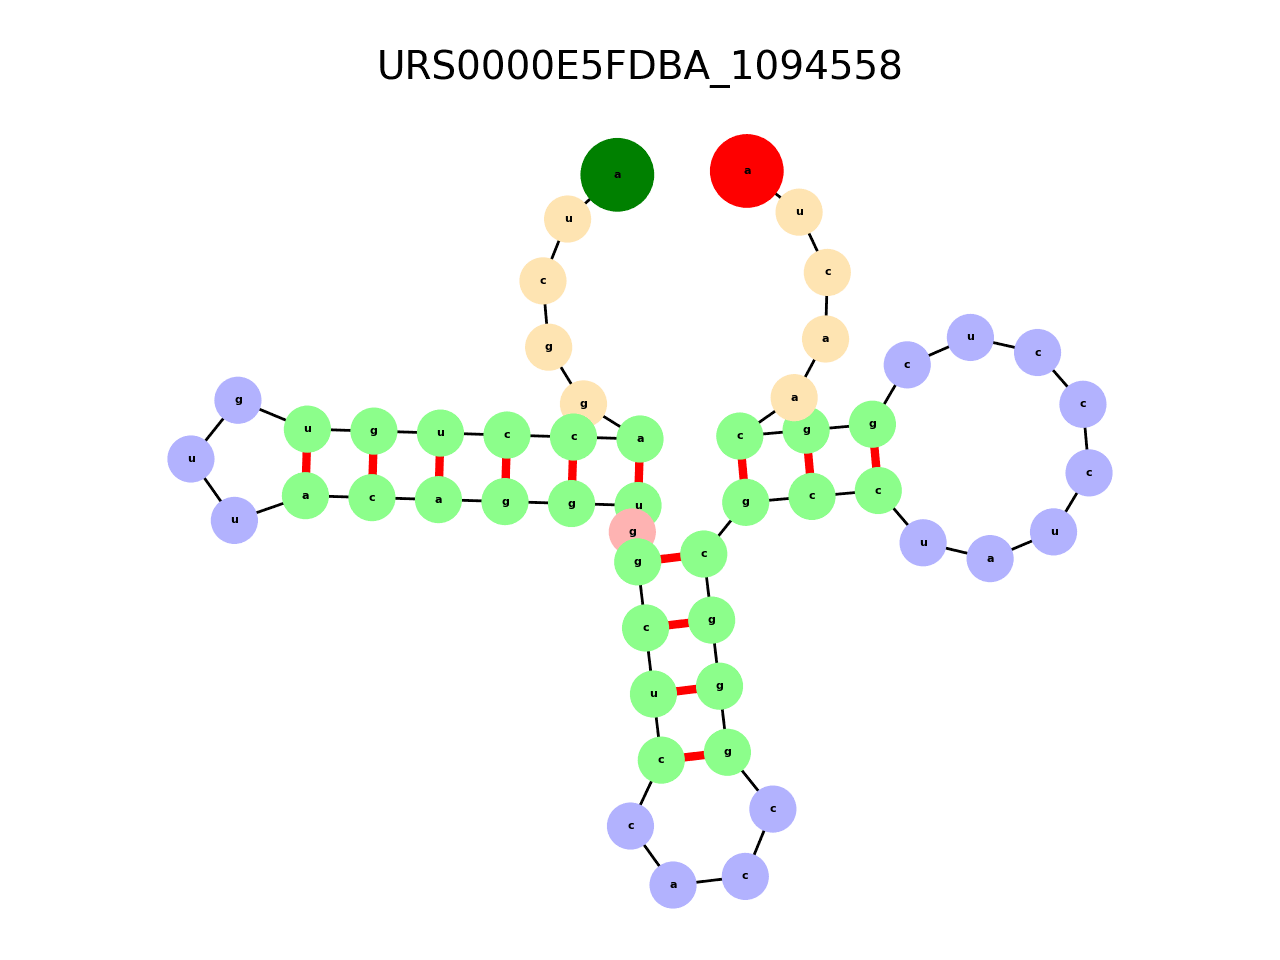 URS0000E5FDBA_1094558
a a
u u
c c
u
g a c
c
g g a c
u g u c c a c g g
u c
a c a g g u g c c
u g u u
g c a
c g
u g
c g
c c
a c